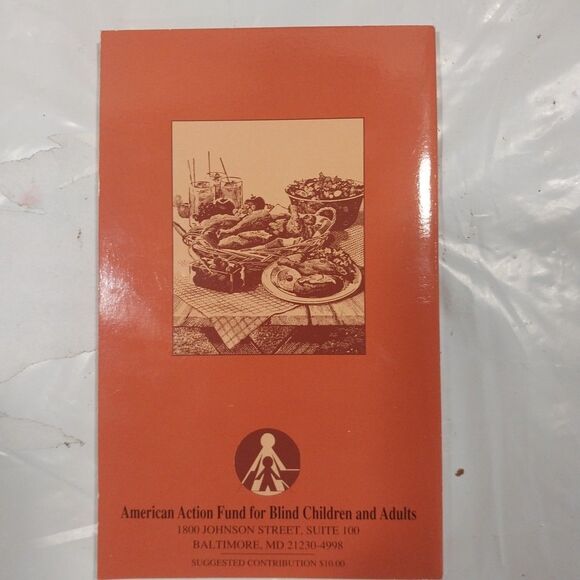 American Action Fund for Blind Children and Adults
1800 JOHNSON STREET, SUITE 100
BALTIMORE, MD 21230-4998
SUGGESTED CONTRIBUTION $10.00